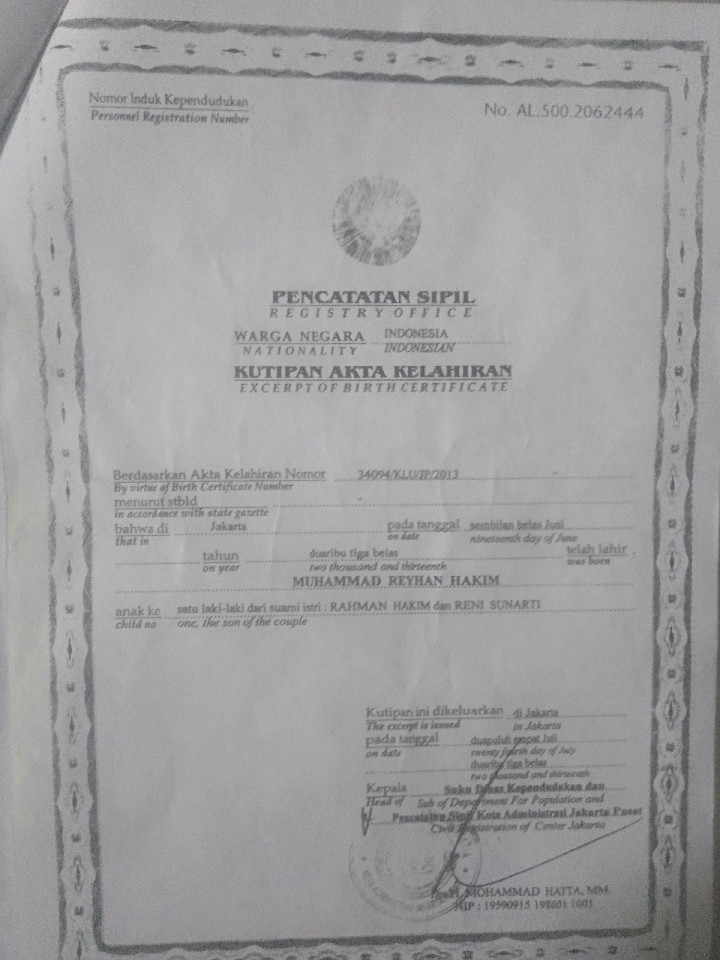 Nomor Induk Kependudukan
Personnel Registration Number
No. AL.500.2062444
PENCATATAN SIPIL
REGISTRY OFFICE
WARGA NEGARA INDONESIA
NATIONALITY INDONESIAN
KUTIPAN AKTA KELAHIRAN
EXCERPT OF BIRTH CERTIFICATE
Berdasarkan Akta Kelahiran Nomor 34094/KLU/JP/2013
By virtue of Birth Certificate Number
menurut stbld -
in accordance with state gazette
bahwa di Jakarta pada tanggal sembilan belas Juni
that in on date nineteenth day of June
tahun duaribu tiga belas telah lahir :
on year two thousand and thirteenth was born
MUHAMMAD REYHAN HAKIM
anak ke satu laki-laki dari suami istri : RAHMAN HAKIM dan RENI SUNARTI
child no one, the son of the couple
Kutipan ini dikeluarkan di Jakarta
The excerpt is issued in Jakarta
pada tanggal duapuluh empat Juli
on date twenty fourth day of July
duaribu tiga belas
two thousand and thirteenth
Kepala Suku Dinas Kependudukan dan
Head of Sub of Department For Population and
Pencatatan Sipil Kota Administrasi Jakarta Pusat
Civil Registration of Center Jakarta
MOHAMMAD HATTA, MM.
NIP : 19590915 198601 1001